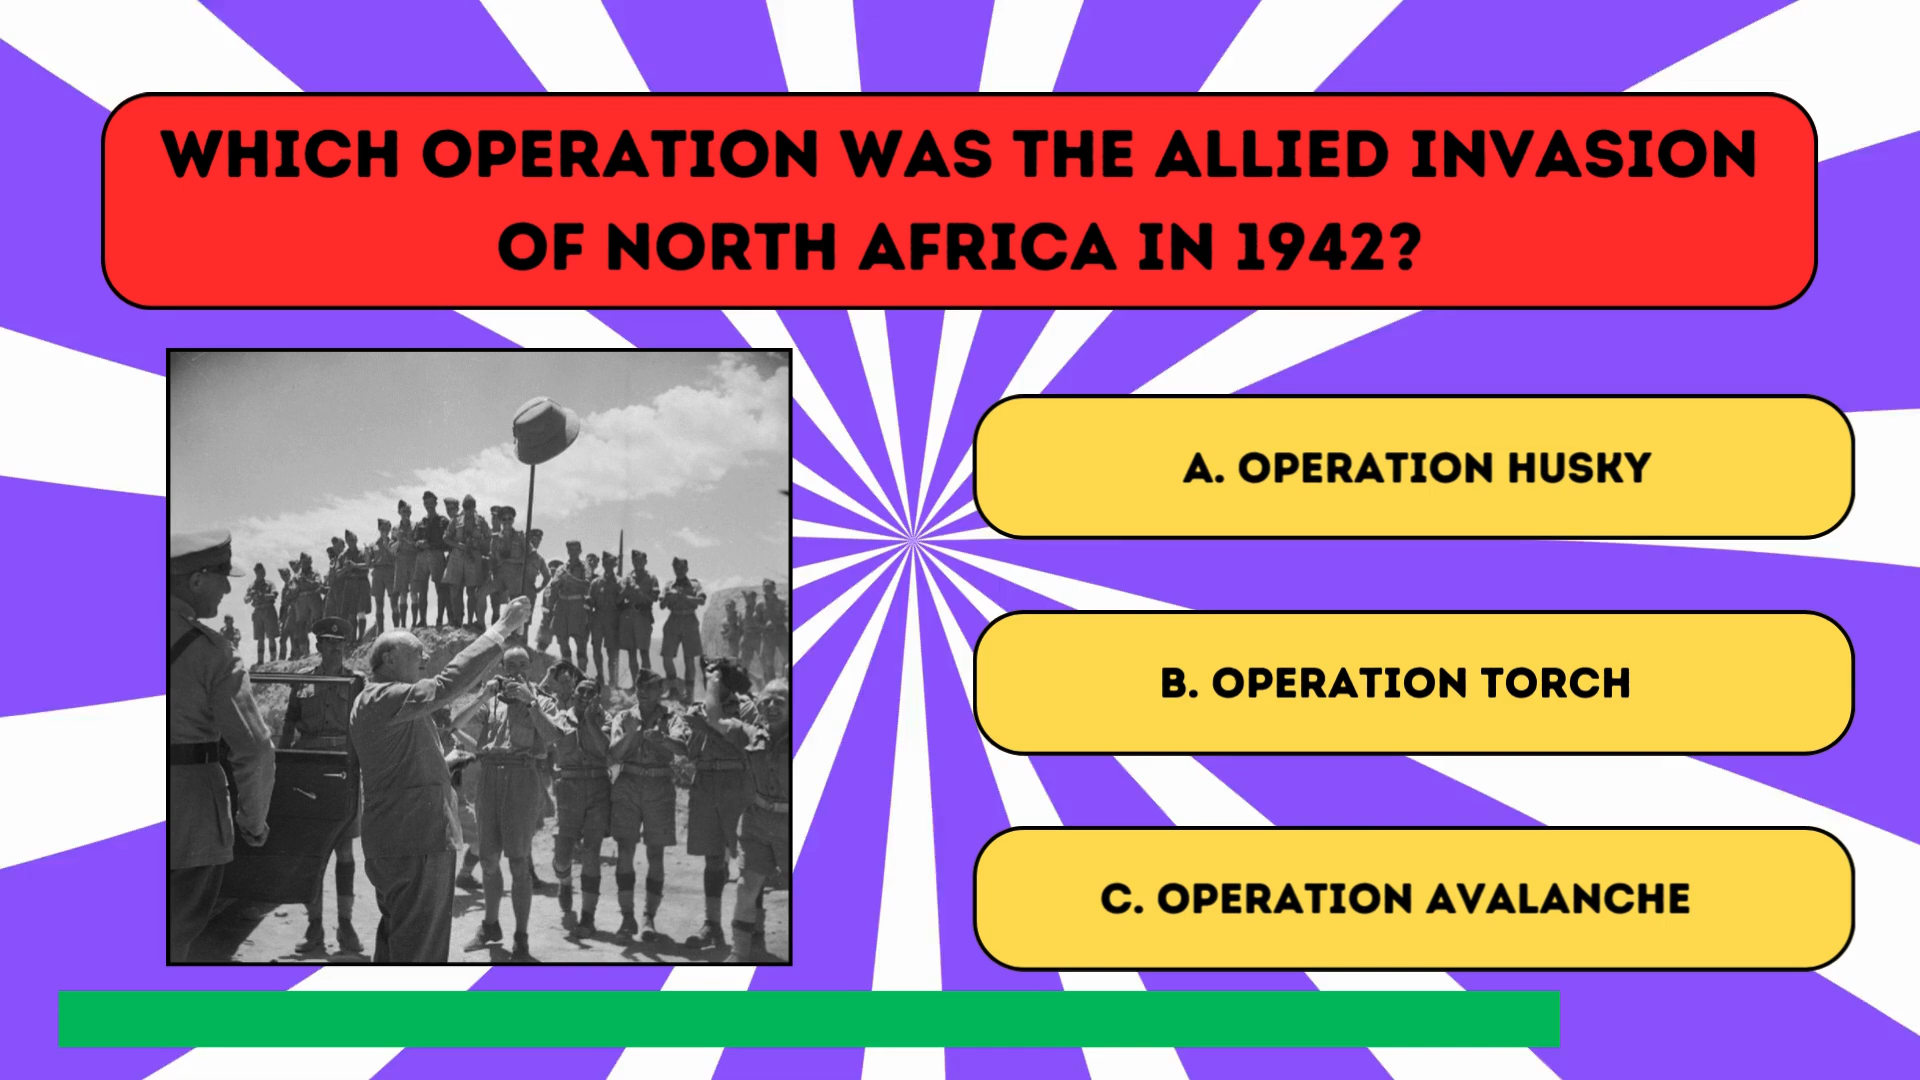 WHICH OPERATION WAS THE ALLIED INVASION
OF NORTH AFRICA IN 1942?
A. OPERATION HUSKY
B. OPERATION TORCH
C. OPERATION AVALANCHE